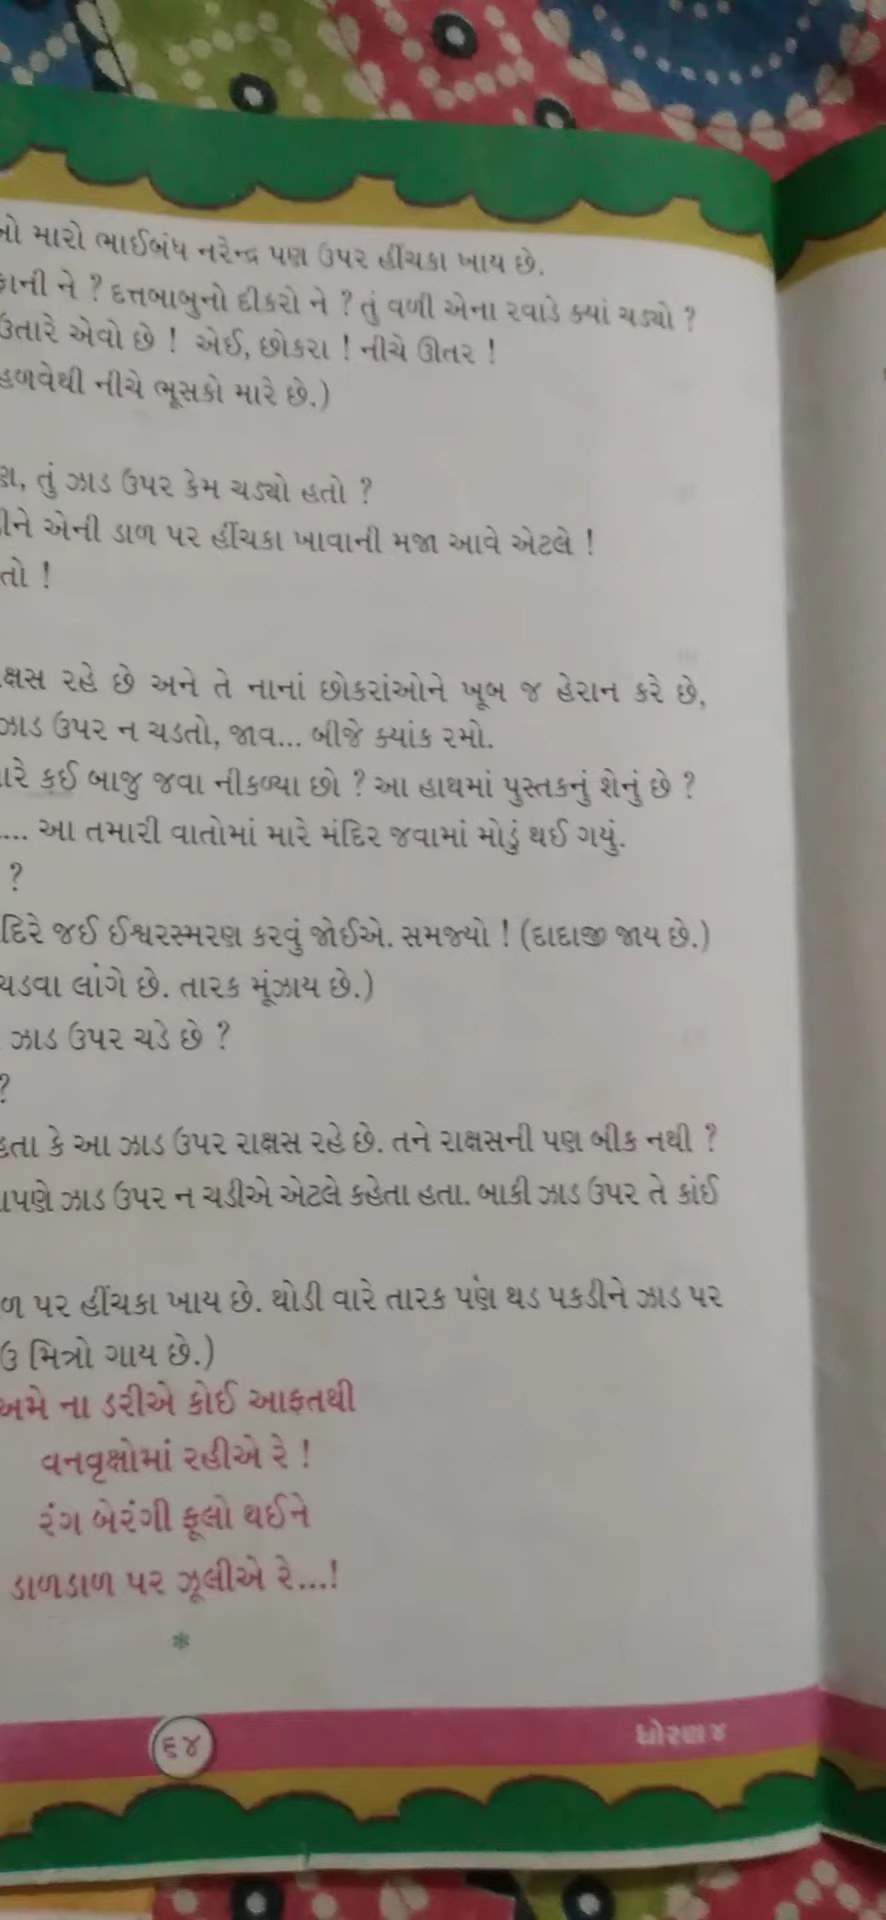 મારો ભાઈબંધ નરેન્દ્ર પણ ઉપર હીંચકા ખાય છે.
ને ? દત્તબાબુનો દીકરો ને ? તું વળી એના રવાડે ક્યાં ચડ્યો ?
ઉતારે એવો છે ! એઈ, છોકરા ! નીચે ઊતર !
હળવેથી નીચે ભૂસકો મારે છે.)
તું ઝાડ ઉપર કેમ ચડ્યો હતો ?
એની ડાળ પર હીંચકા ખાવાની મજા આવે એટલે !
તો !
રહે છે અને તે નાનાં છોકરાંઓને ખૂબ જ હેરાન કરે છે,
ઝાડ ઉપર ન ચડતો, જાવ... બીજે ક્યાંક રમો.
કઈ બાજુ જવા નીકળ્યા છો ? આ હાથમાં પુસ્તકનું શેનું છે ?
.... આ તમારી વાતોમાં મારે મંદિર જવામાં મોડું થઈ ગયું.
?
જઈ ઈશ્વરસ્મરણ કરવું જોઈએ. સમજ્યો ! (દાદાજી જાય છે.)
ચડવા લાંગે છે. તારક મૂંઝાય છે.)
ઝાડ ઉપર ચડે છે ?
?
હતા કે આ ઝાડ ઉપર રાક્ષસ રહે છે. તને રાક્ષસની પણ બીક નથી ?
ઝાડ ઉપર ન ચડીએ એટલે કહેતા હતા. બાકી ઝાડ ઉપર તે કાંઈ
પર હીંચકા ખાય છે. થોડી વારે તારક પણ થડ પકડીને ઝાડ પર
મિત્રો ગાય છે.)
અમે ના ડરીએ કોઈ આફતથી
વનવૃક્ષોમાં રહીએ રે !
રંગ બેરંગી ફૂલો થઈને
ડાળડાળ પર ઝૂલીએ રે...!
*
૬૪
ધોરણ ૪